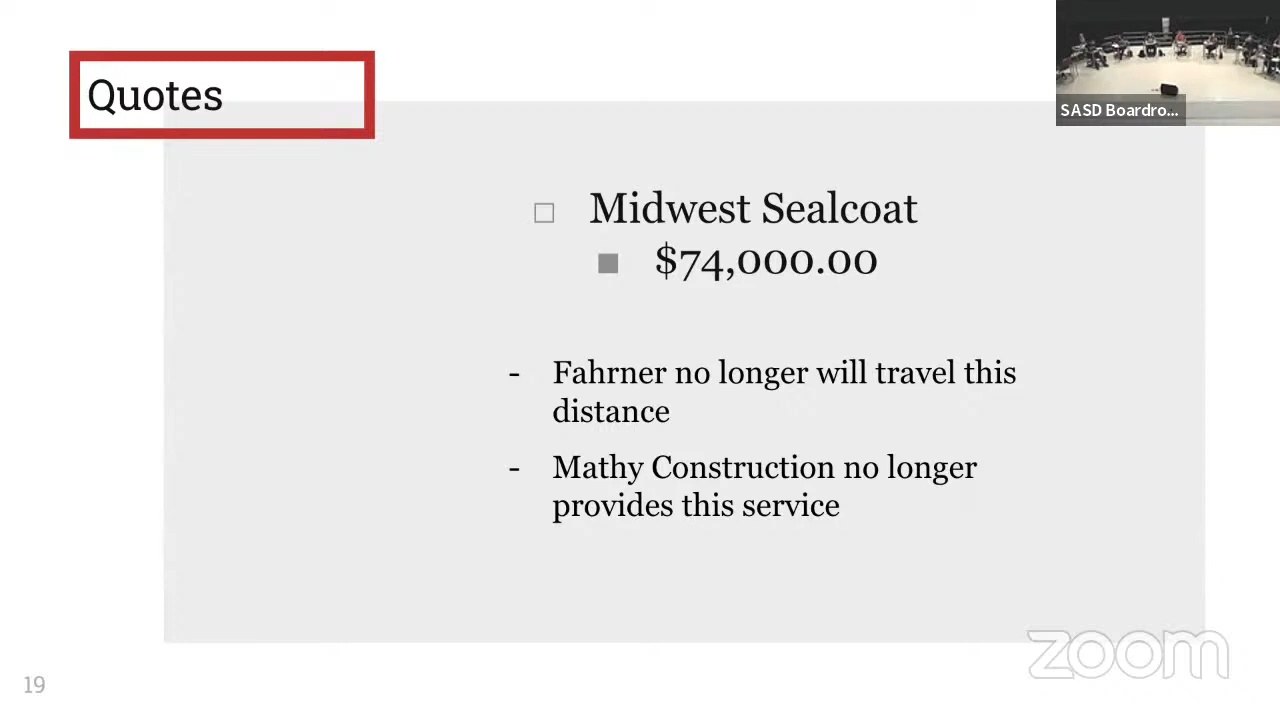 Quotes
SASD Boardro...
Midwest Sealcoat
$74,000.00
- Fahrner no longer will travel this
distance
- Mathy Construction no longer
provides this service
zoom
19